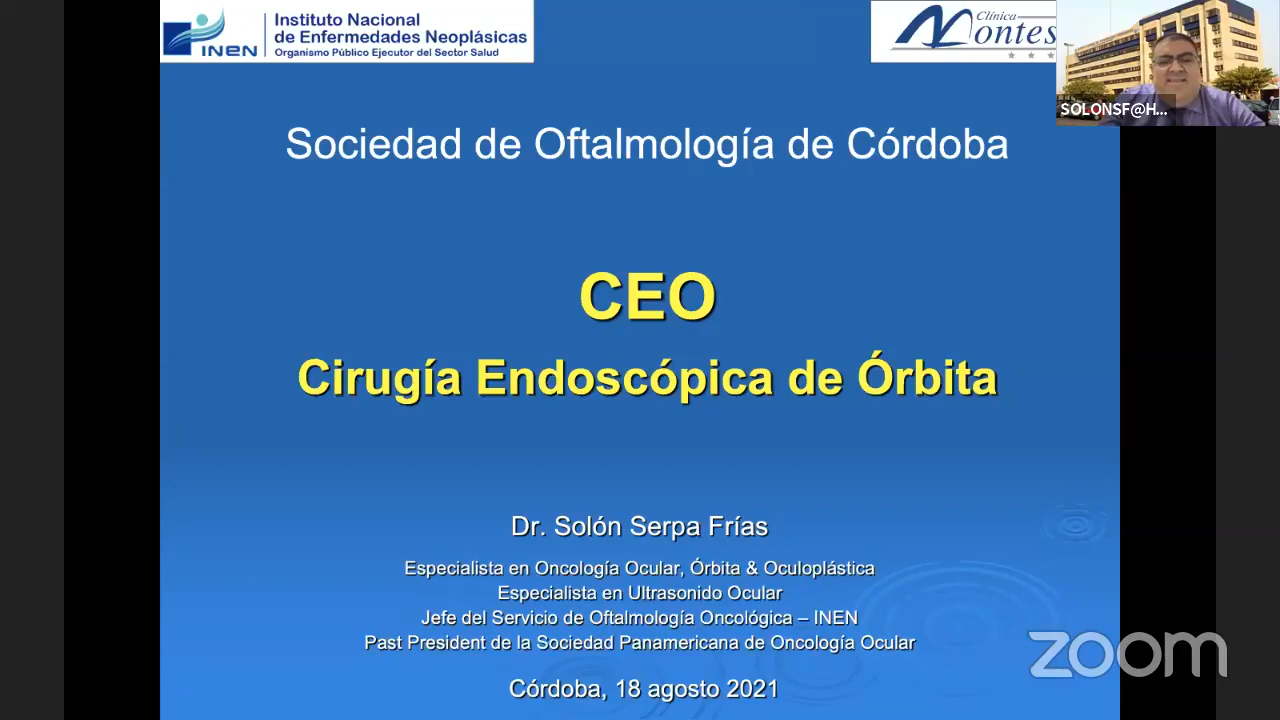 INEN
Instituto Nacional
de Enfermedades Neoplásicas
Organismo Público Ejecutor del Sector Salud
Clínica
Montes
SOLONSF@H...
Sociedad de Oftalmología de Córdoba
CEO
Cirugía Endoscópica de Órbita
Dr. Solón Serpa Frías
Especialista en Oncología Ocular, Órbita & Oculoplástica
Especialista en Ultrasonido Ocular
Jefe del Servicio de Oftalmología Oncológica – INEN
Past President de la Sociedad Panamericana de Oncología Ocular
Córdoba, 18 agosto 2021
zoom